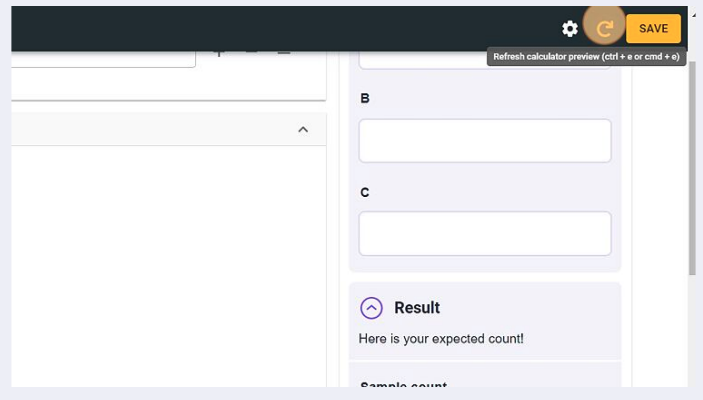 SAVE
Refresh calculator preview (ctrl + e or cmd + e)
B
C
Result
Here is your expected count!
Sample count